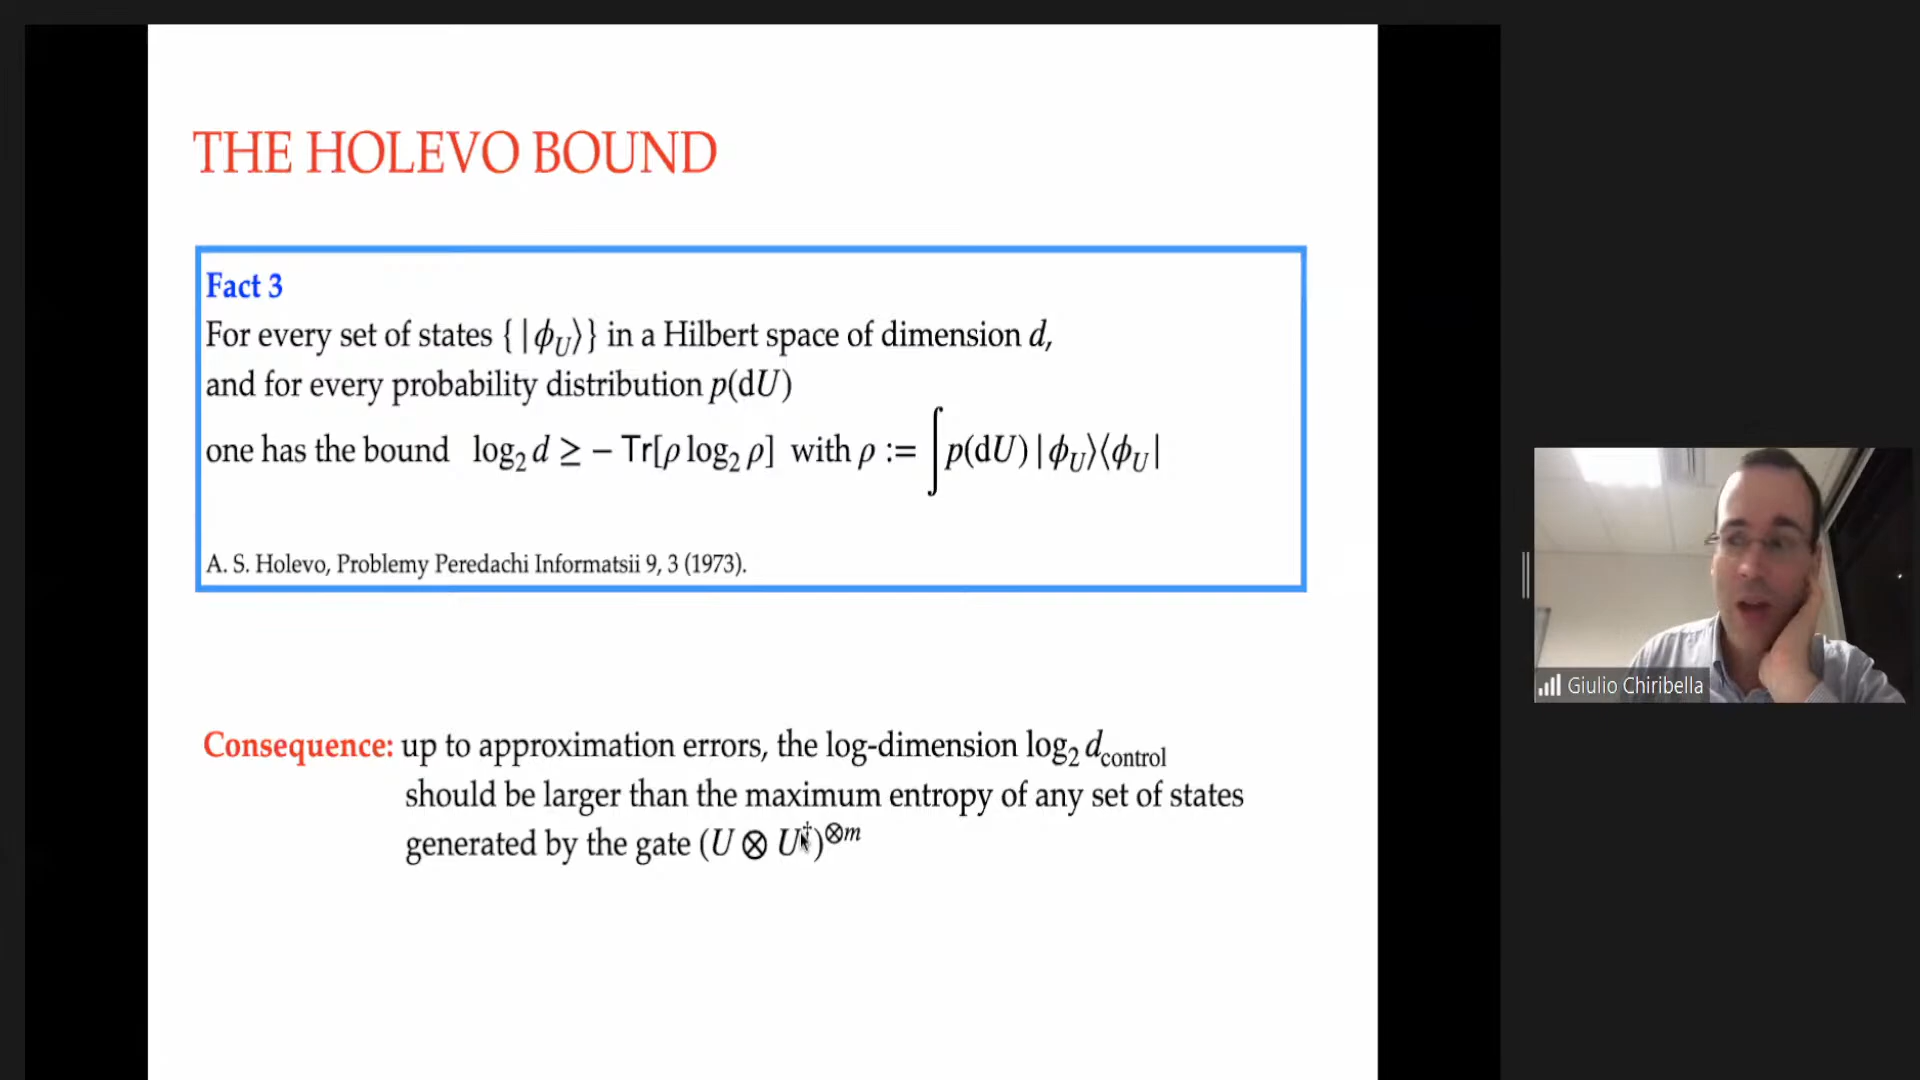 THE HOLEVO BOUND
Fact 3
For every set of states {|ϕ_U⟩} in a Hilbert space of dimension d,
and for every probability distribution p(dU)
one has the bound log₂ d ≥ − Tr[ρ log₂ ρ] with ρ := ∫ p(dU)|ϕ_U⟩⟨ϕ_U|
A. S. Holevo, Problemy Peredachi Informatsii 9, 3 (1973).
Consequence: up to approximation errors, the log-dimension log₂ d_control
should be larger than the maximum entropy of any set of states
generated by the gate (U ⊗ U†)^⊗m
Giulio Chiribella